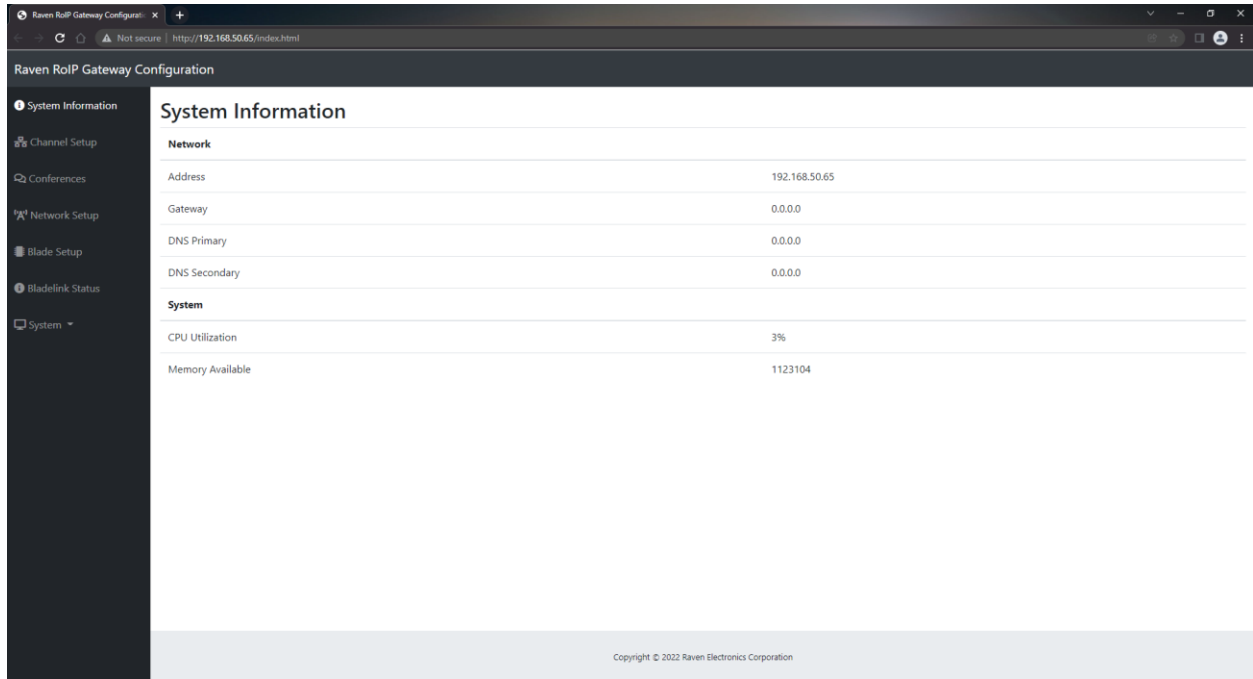 Raven RoIP Gateway Configurati
Not secure | http://192.168.50.65/index.html
Raven RoIP Gateway Configuration
System Information
Channel Setup
Conferences
Network Setup
Blade Setup
Bladelink Status
System
System Information
Network
Address 192.168.50.65
Gateway 0.0.0.0
DNS Primary 0.0.0.0
DNS Secondary 0.0.0.0
System
CPU Utilization 3%
Memory Available 1123104
Copyright © 2022 Raven Electronics Corporation